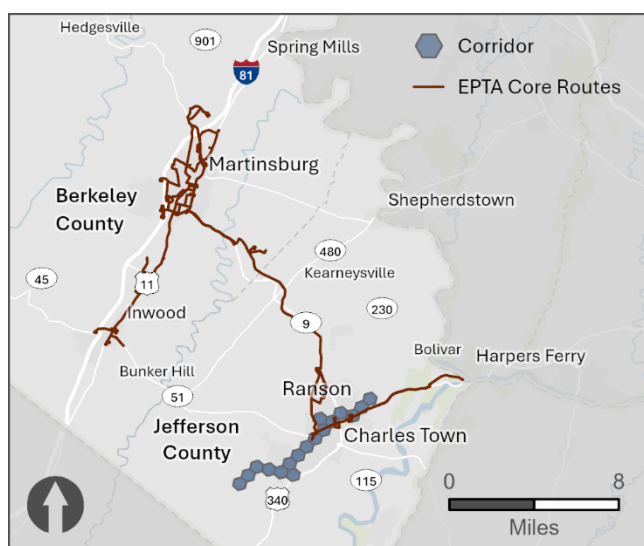 Hedgesville
901
Spring Mills
81
Corridor
EPTA Core Routes
Martinsburg
Berkeley
County
Shepherdstown
480
Kearneysville
45
11
Inwood
9
230
Bunker Hill
51
Bolivar
Harpers Ferry
Ranson
Jefferson
County
Charles Town
115
340
0
8
Miles